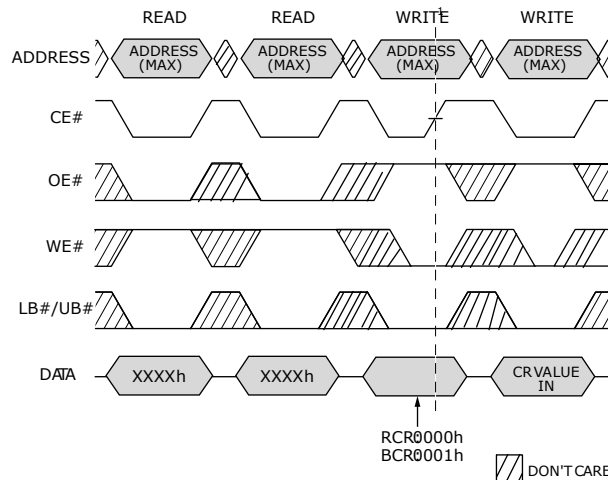 READ READ WRITE WRITE
1
ADDRESS ADDRESS (MAX) ADDRESS (MAX) ADDRESS (MAX) ADDRESS (MAX)
CE#
OE#
WE#
LB#/UB#
DATA XXXXh XXXXh CR VALUE IN
RCR:0000h
BCR:0001h
DON'T CARE